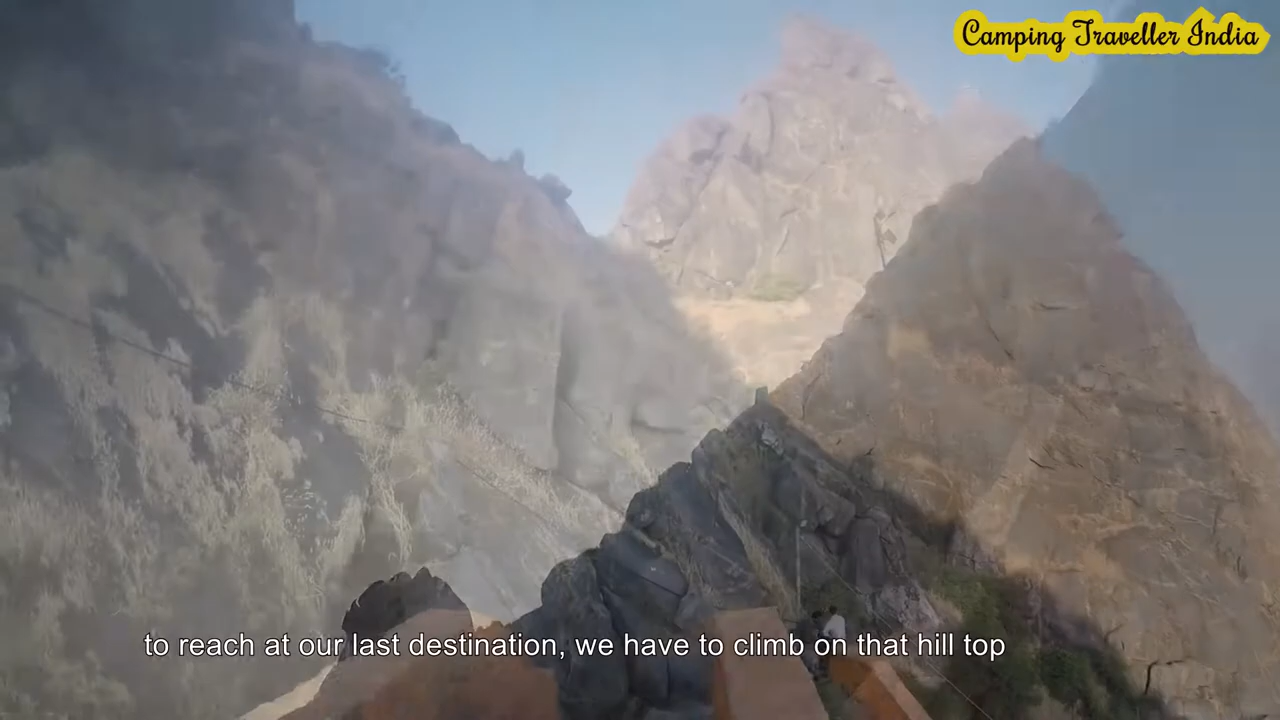 Camping Traveller India
to reach at our last destination, we have to climb on that hill top